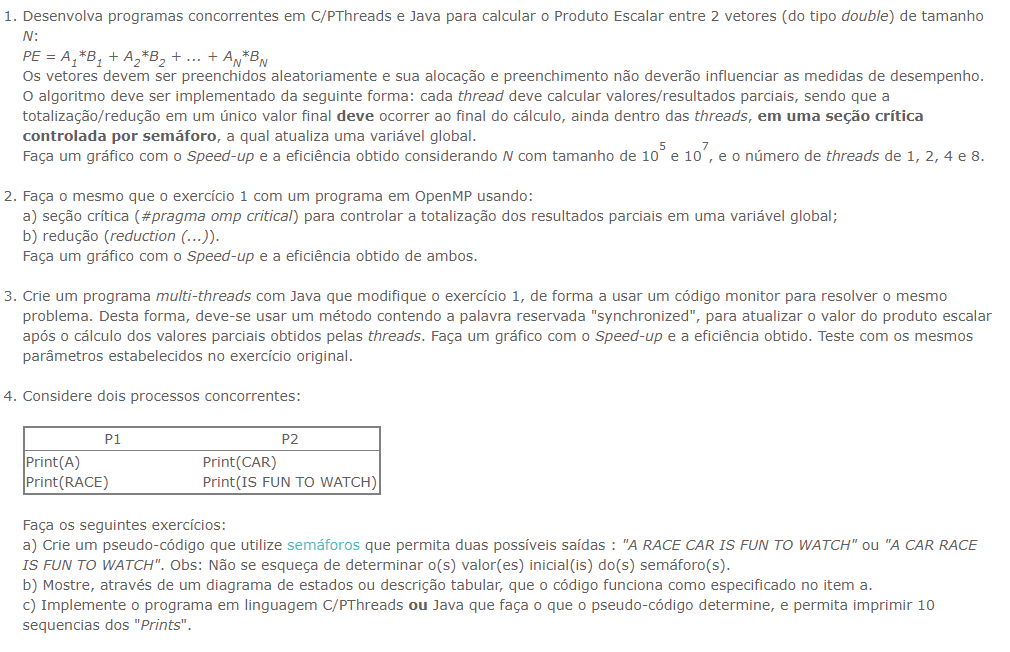 1. Desenvolva programas concorrentes em C/PThreads e Java para calcular o Produto Escalar entre 2 vetores (do tipo double) de tamanho
N:
PE = A1*B1 + A2*B2 + ... + AN*BN
Os vetores devem ser preenchidos aleatoriamente e sua alocação e preenchimento não deverão influenciar as medidas de desempenho.
O algoritmo deve ser implementado da seguinte forma: cada thread deve calcular valores/resultados parciais, sendo que a
totalização/redução em um único valor final deve ocorrer ao final do cálculo, ainda dentro das threads, em uma seção crítica
controlada por semáforo, a qual atualiza uma variável global.
Faça um gráfico com o Speed-up e a eficiência obtido considerando N com tamanho de 10^5 e 10^7, e o número de threads de 1, 2, 4 e 8.
2. Faça o mesmo que o exercício 1 com um programa em OpenMP usando:
a) seção crítica (#pragma omp critical) para controlar a totalização dos resultados parciais em uma variável global;
b) redução (reduction (...)).
Faça um gráfico com o Speed-up e a eficiência obtido de ambos.
3. Crie um programa multi-threads com Java que modifique o exercício 1, de forma a usar um código monitor para resolver o mesmo
problema. Desta forma, deve-se usar um método contendo a palavra reservada "synchronized", para atualizar o valor do produto escalar
após o cálculo dos valores parciais obtidos pelas threads. Faça um gráfico com o Speed-up e a eficiência obtido. Teste com os mesmos
parâmetros estabelecidos no exercício original.
4. Considere dois processos concorrentes:
P1 P2
Print(A) Print(CAR)
Print(RACE) Print(IS FUN TO WATCH)
Faça os seguintes exercícios:
a) Crie um pseudo-código que utilize semáforos que permita duas possíveis saídas : "A RACE CAR IS FUN TO WATCH" ou "A CAR RACE
IS FUN TO WATCH". Obs: Não se esqueça de determinar o(s) valor(es) inicial(is) do(s) semáforo(s).
b) Mostre, através de um diagrama de estados ou descrição tabular, que o código funciona como especificado no item a.
c) Implemente o programa em linguagem C/PThreads ou Java que faça o que o pseudo-código determine, e permita imprimir 10
sequencias dos "Prints".